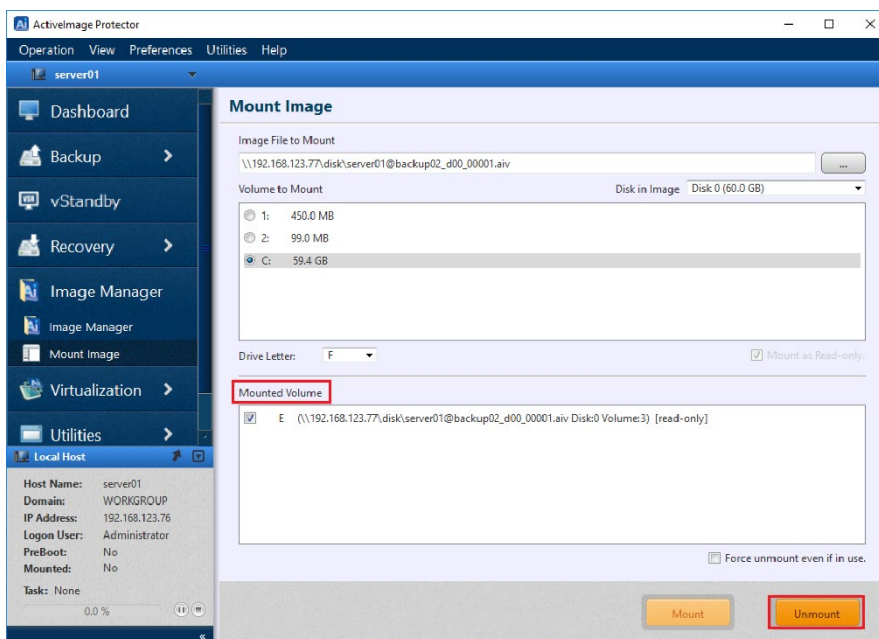 ActiveImage Protector
Operation View Preferences Utilities Help
server01
Dashboard
Backup
vStandby
Recovery
Image Manager
Image Manager
Mount Image
Virtualization
Utilities
Local Host
Host Name: server01
Domain: WORKGROUP
IP Address: 192.168.123.76
Logon User: Administrator
PreBoot: No
Mounted: No
Task: None
0.0 %
Mount Image
Image File to Mount
\\192.168.123.77\disk\server01@backup02_d00_00001.aiv
...
Volume to Mount
Disk in Image Disk 0 (60.0 GB)
1: 450.0 MB
2: 99.0 MB
C: 59.4 GB
Drive Letter: F
Mount as Read-only.
Mounted Volume
E (\\192.168.123.77\disk\server01@backup02_d00_00001.aiv Disk:0 Volume:3) [read-only]
Force unmount even if in use.
Mount
Unmount